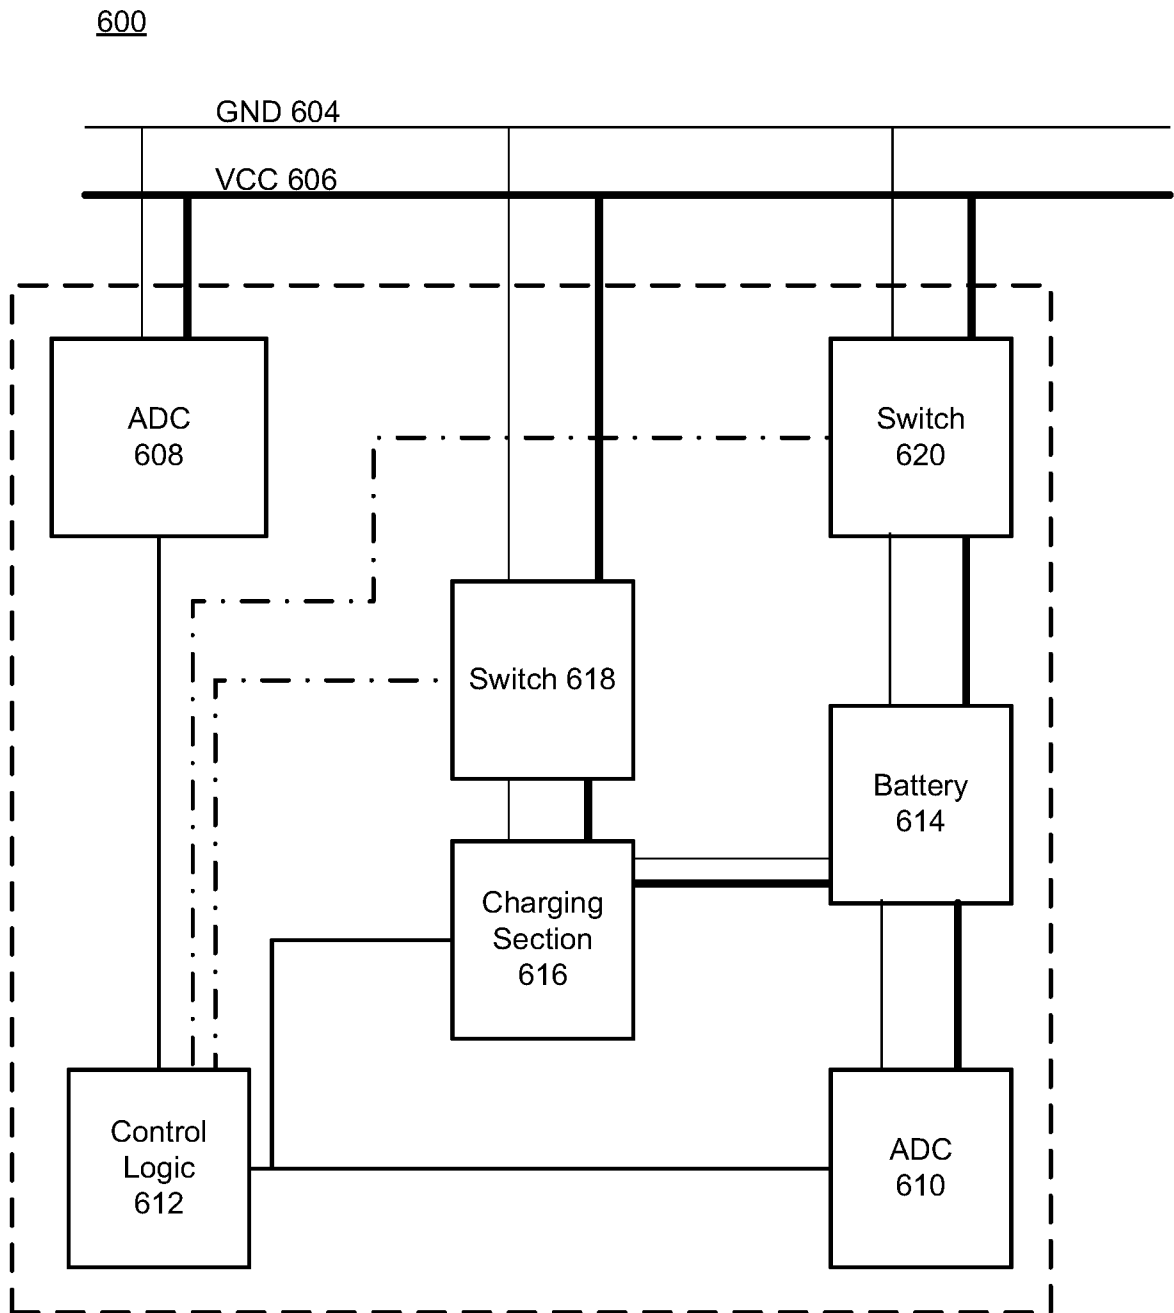 600
GND 604
VCC 606
ADC
608
Switch
620
Switch 618
Battery
614
Charging
Section
616
Control
Logic
612
ADC
610